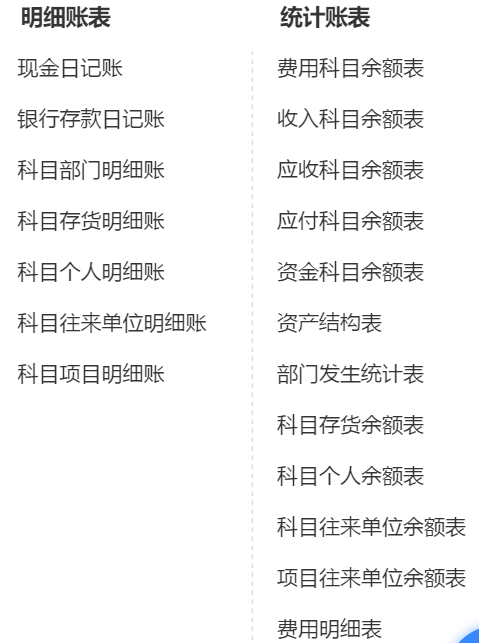 明细账表
现金日记账
银行存款日记账
科目部门明细账
科目存货明细账
科目个人明细账
科目往来单位明细账
科目项目明细账
统计账表
费用科目余额表
收入科目余额表
应收科目余额表
应付科目余额表
资金科目余额表
资产结构表
部门发生统计表
科目存货余额表
科目个人余额表
科目往来单位余额表
项目往来单位余额表
费用明细表